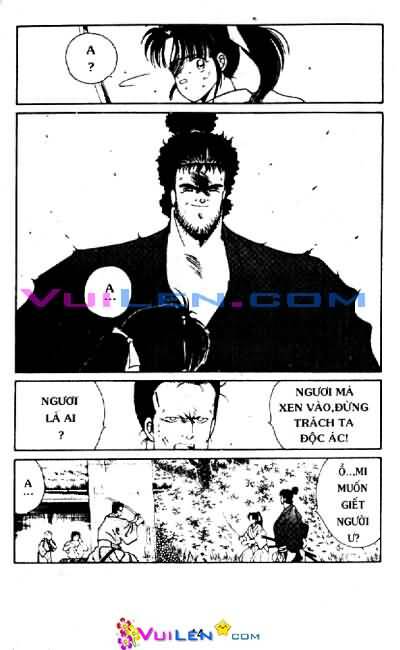 A
?
A
...
VUILEN.COM
NGƯƠI
LÀ AI
?
NGƯƠI MÀ
XEN VÀO,ĐỪNG
TRÁCH TA
ĐỘC ÁC!
A
...
Ồ...MI
MUỐN
GIẾT
NGƯỜI
Ư?
VUILEN.COM